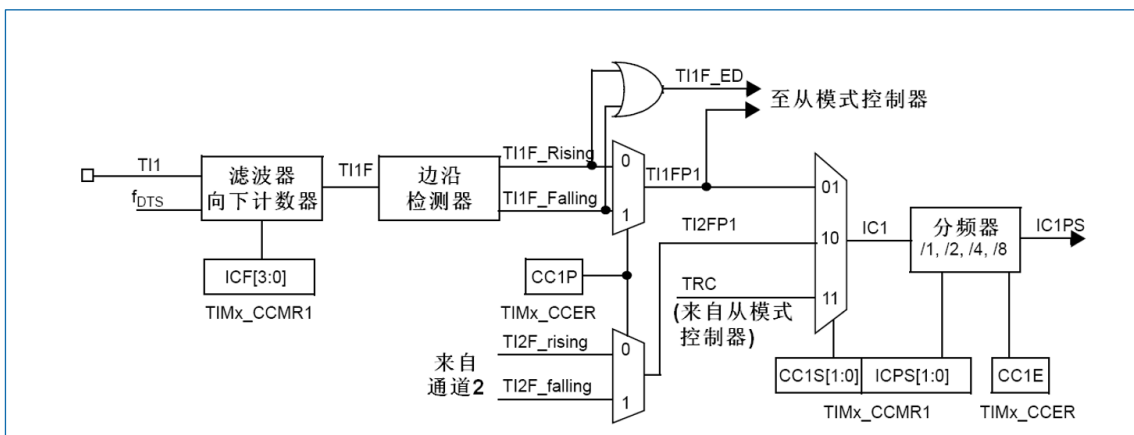 TI1F_ED
至从模式控制器
TI1
fDTS
滤波器
向下计数器
TI1F
边沿
检测器
TI1F_Rising
TI1F_Falling
0
1
TI1FP1
01
TI2FP1
10
IC1
分频器
/1, /2, /4, /8
IC1PS
ICF[3:0]
TIMx_CCMR1
CC1P
TIMx_CCER
TRC
11
(来自从模式
控制器)
来自
通道2
TI2F_rising
TI2F_falling
0
1
CC1S[1:0]
ICPS[1:0]
TIMx_CCMR1
CC1E
TIMx_CCER